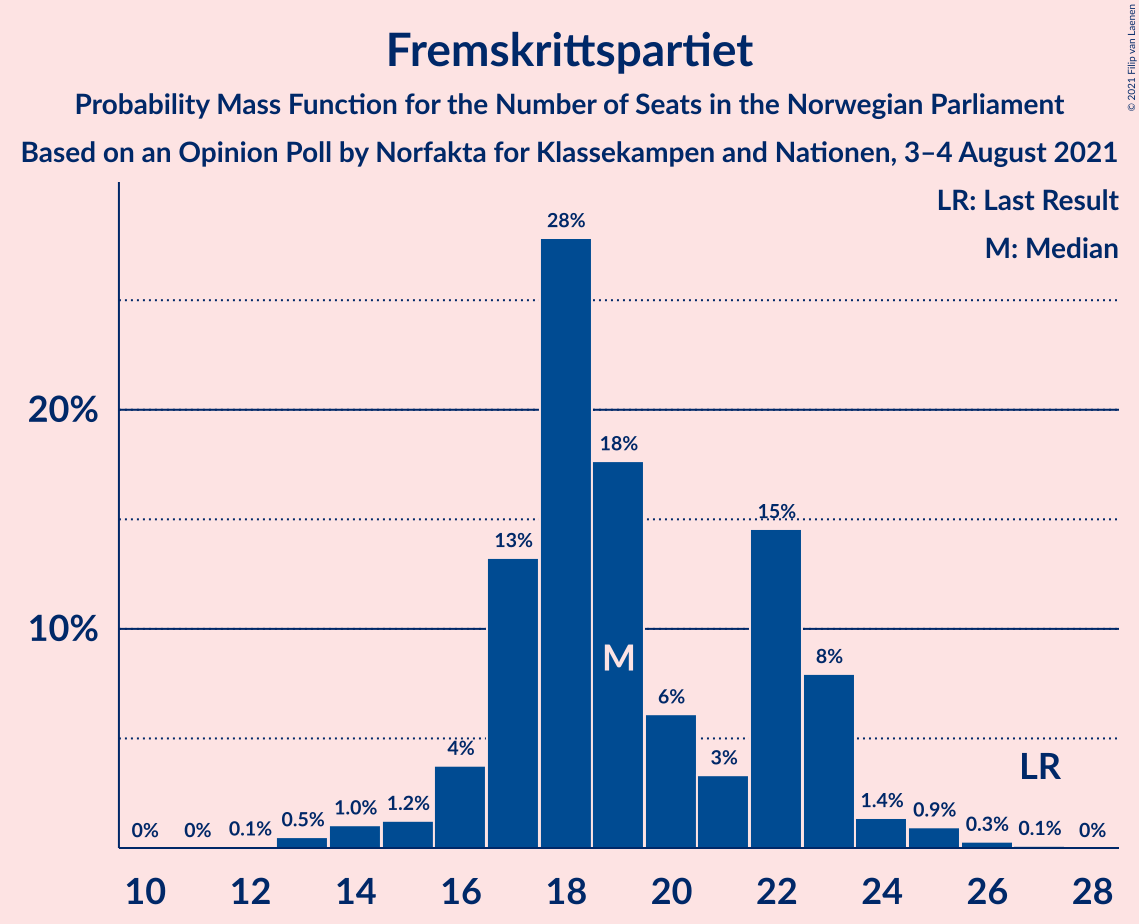 Fremskrittspartiet
Probability Mass Function for the Number of Seats in the Norwegian Parliament
Based on an Opinion Poll by Norfakta for Klassekampen and Nationen, 3–4 August 2021
© 2021 Filip van Laenen
LR: Last Result
M: Median
28%
20%
18%
15%
13%
10%
M
8%
6%
4%
3%
LR
0% 0% 0.1% 0.5% 1.0% 1.2% 1.4% 0.9% 0.3% 0.1% 0%
10 12 14 16 18 20 22 24 26 28